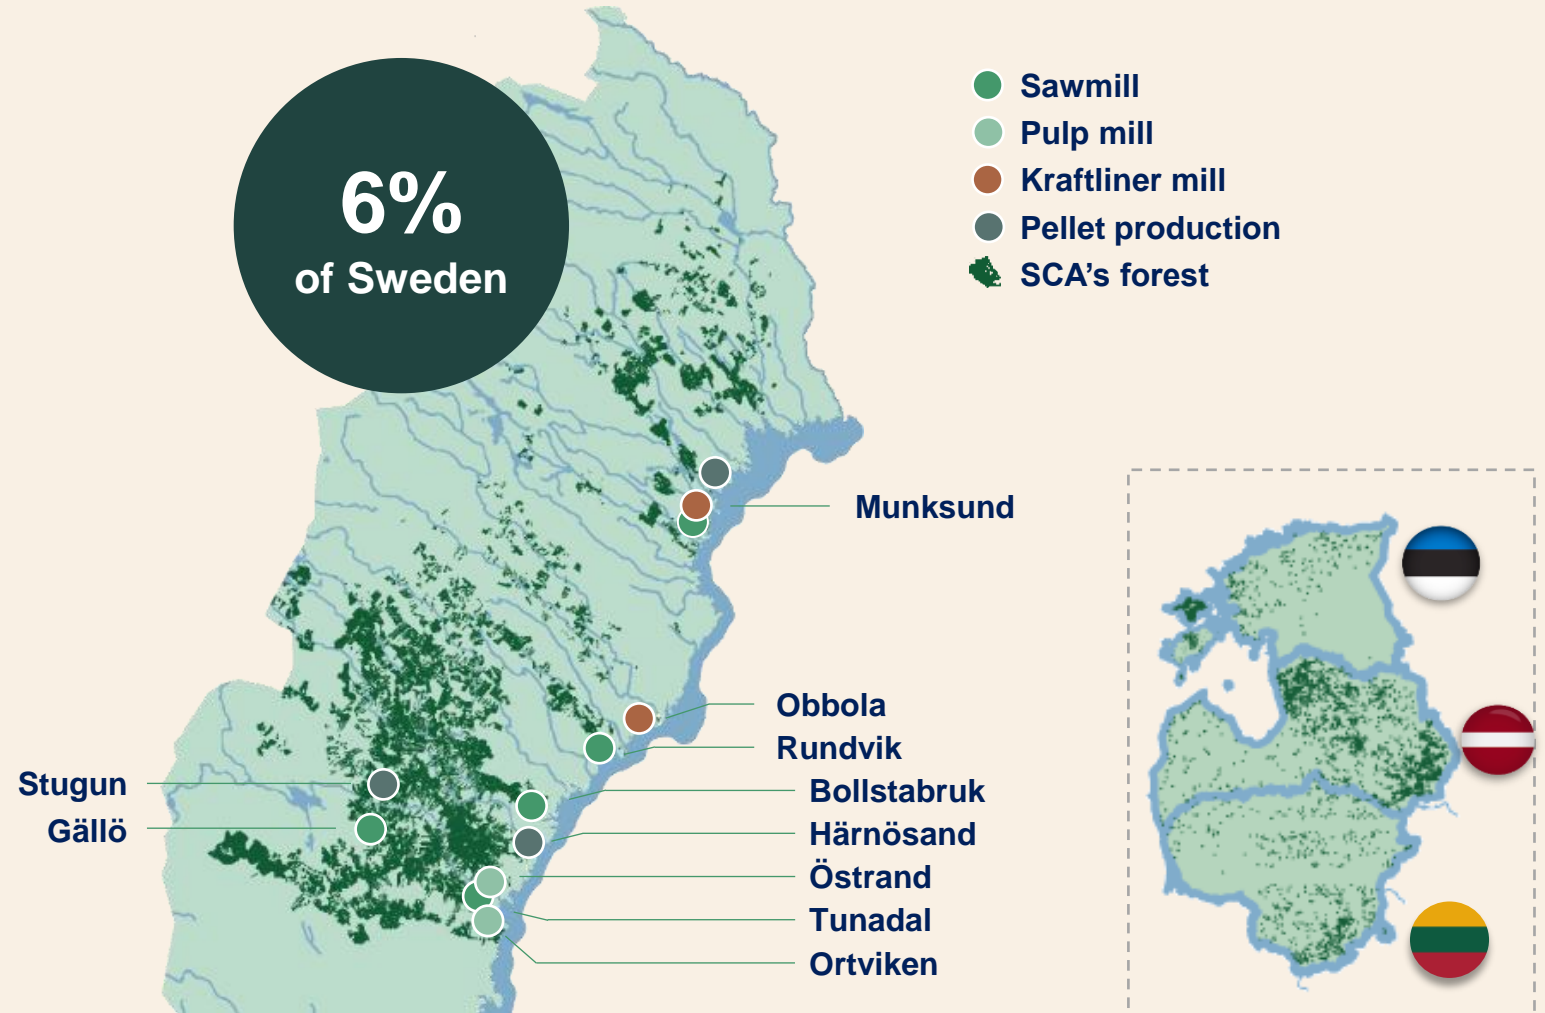 6%
of Sweden
Sawmill
Pulp mill
Kraftliner mill
Pellet production
SCA’s forest
Munksund
Obbola
Rundvik
Stugun
Bollstabruk
Gällö
Härnösand
Östrand
Tunadal
Ortviken